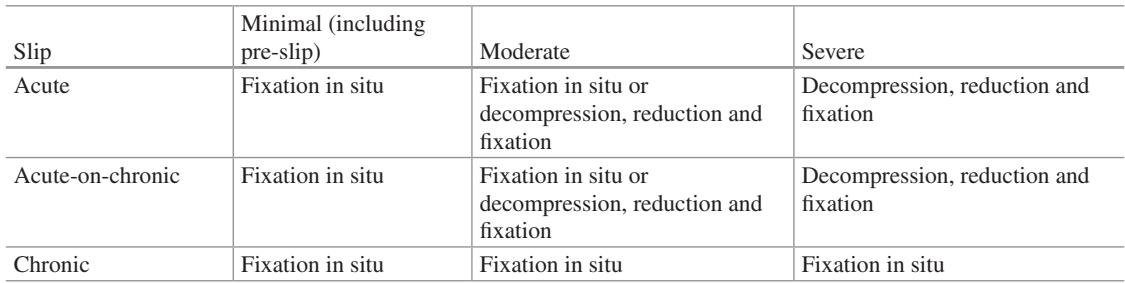 Slip
Minimal (including
pre-slip)
Moderate
Severe
Acute
Fixation in situ
Fixation in situ or
decompression, reduction and
fixation
Decompression, reduction and
fixation
Acute-on-chronic
Fixation in situ
Fixation in situ or
decompression, reduction and
fixation
Decompression, reduction and
fixation
Chronic
Fixation in situ
Fixation in situ
Fixation in situ